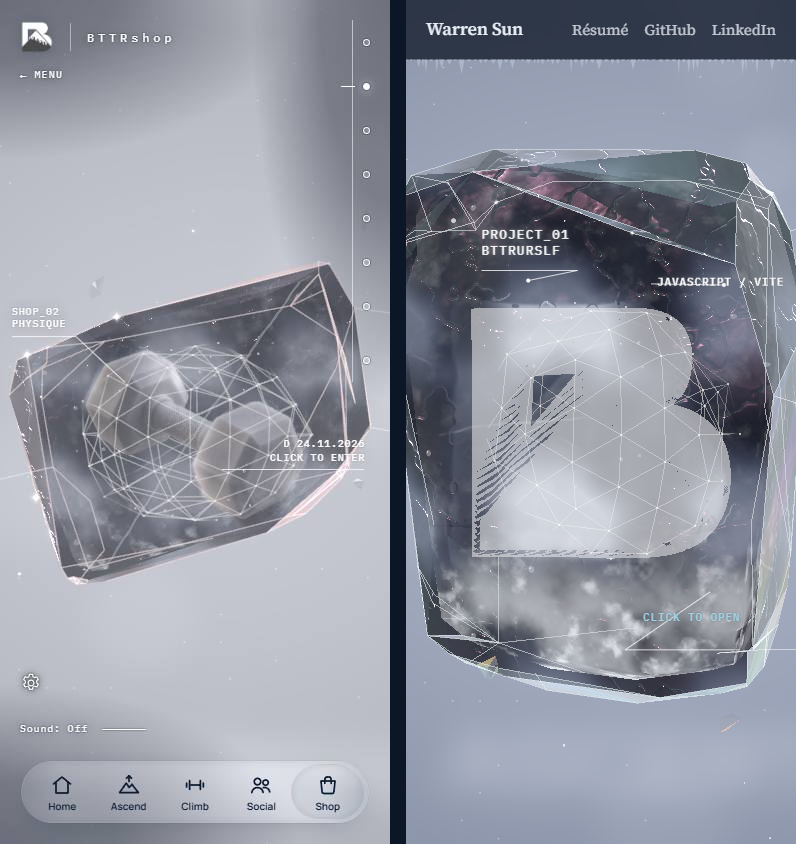 BTTRshop
← MENU
SHOP_02
PHYSIQUE
D 24.11.2026
CLICK TO ENTER
Sound: Off
Home
Ascend
Climb
Social
Shop
Warren Sun
Résumé
GitHub
LinkedIn
PROJECT_01
BTTRURSLF
JAVASCRIPT / VITE
CLICK TO OPEN